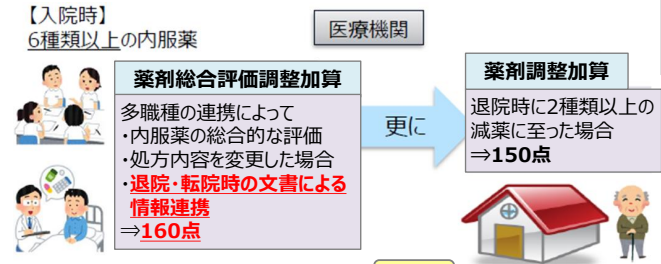 【入院時】
6種類以上の内服薬
医療機関
薬剤総合評価調整加算
多職種の連携によって
・内服薬の総合的な評価
・処方内容を変更した場合
・退院・転院時の文書による
情報連携
⇒160点
更に
薬剤調整加算
退院時に2種類以上の
減薬に至った場合
⇒150点